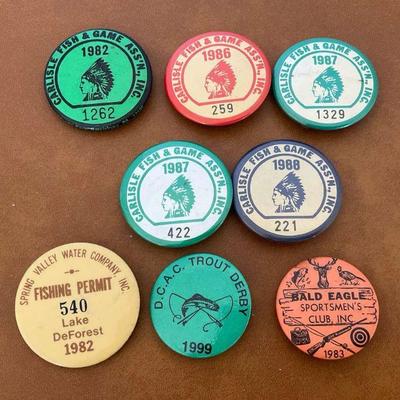 CARLISLE FISH & GAME ASS'N., INC.
1982
1262
CARLISLE FISH & GAME ASS'N., INC.
1986
259
CARLISLE FISH & GAME ASS'N., INC.
1987
1329
CARLISLE FISH & GAME ASS'N., INC.
1987
422
CARLISLE FISH & GAME ASS'N., INC.
1988
221
SPRING VALLEY WATER COMPANY, INC.
FISHING PERMIT
540
Lake
DeForest
1982
D.C.A.C. TROUT DERBY
1999
BALD EAGLE
SPORTSMEN'S
CLUB, INC
1983